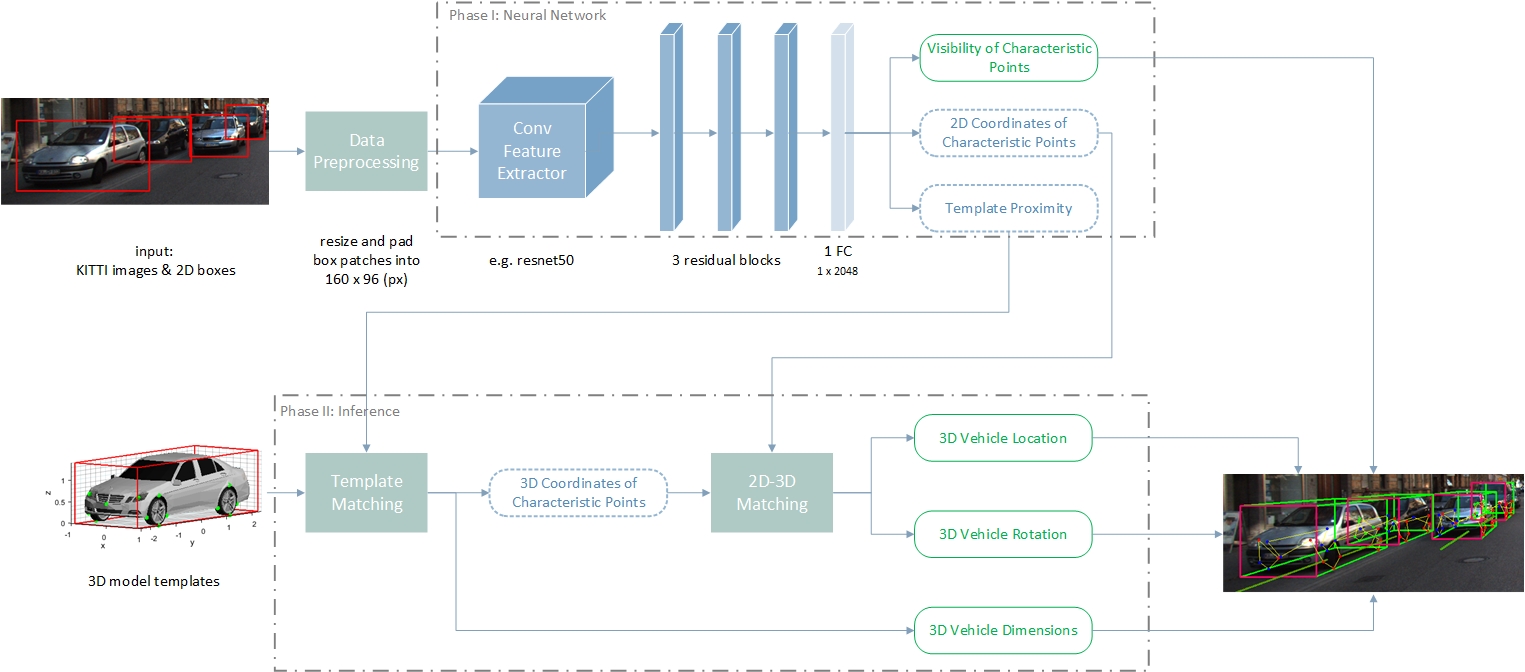 Phase I: Neural Network
Visibility of Characteristic
Points
Data
Preprocessing
Conv
Feature
Extractor
2D Coordinates of
Characteristic Points
Template Proximity
input:
KITTI images & 2D boxes
resize and pad
box patches into
160 x 96 (px)
e.g. resnet50
3 residual blocks
1 FC
1 x 2048
Phase II: Inference
Template
Matching
3D Coordinates of
Characteristic Points
2D-3D
Matching
3D Vehicle Location
3D Vehicle Rotation
3D Vehicle Dimensions
z
1
0.5
0
-1
0
1
x
-2
-1
0
1
2
y
3D model templates